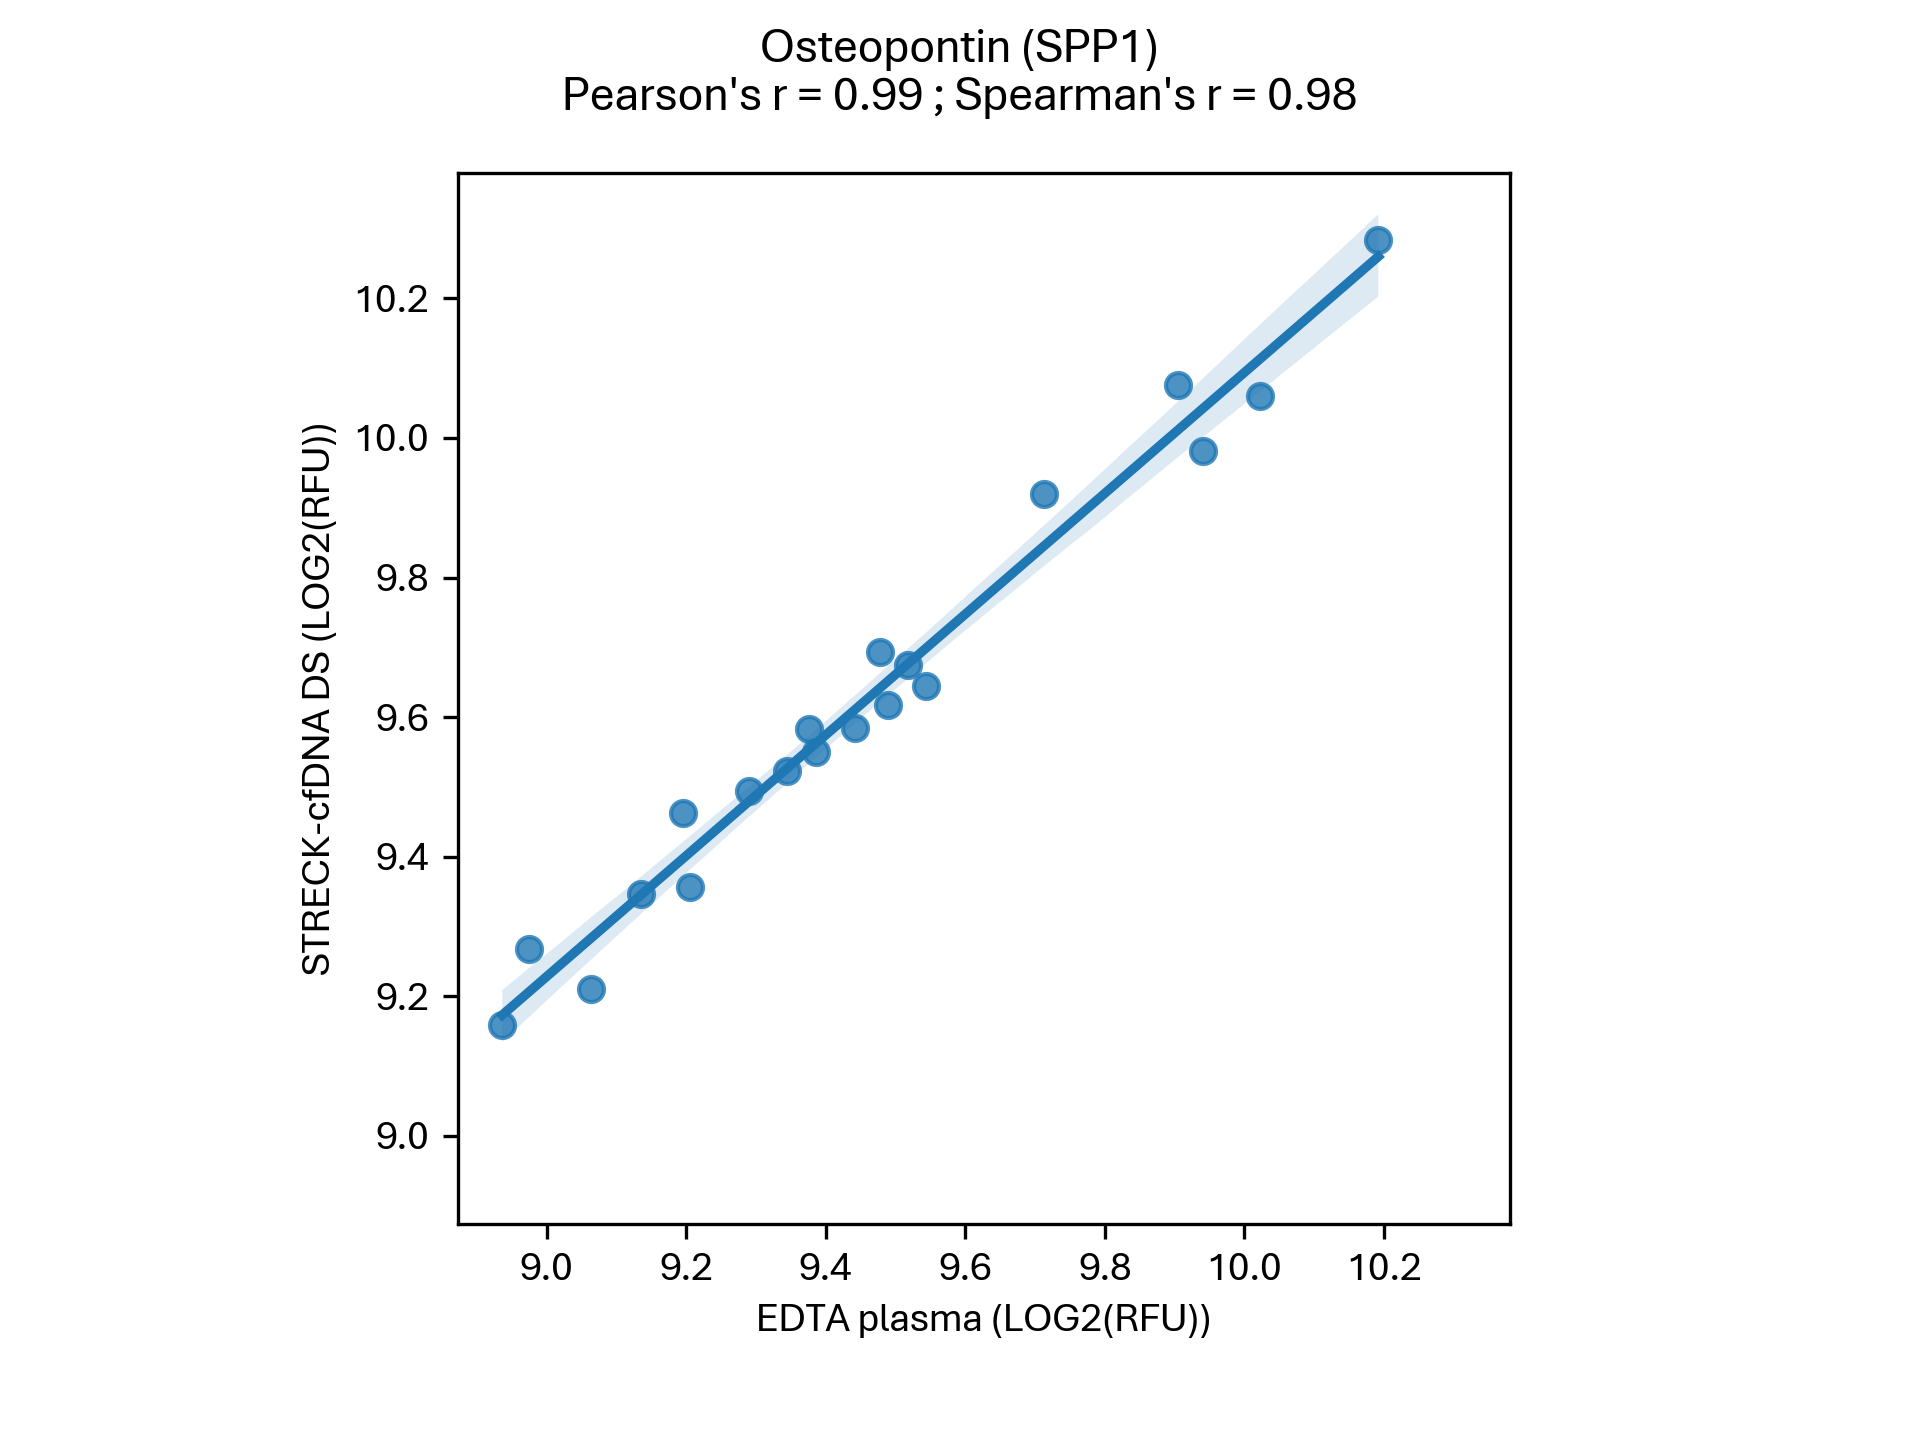 Osteopontin (SPP1)
Pearson's r = 0.99 ; Spearman's r = 0.98
STRECK-cfDNA DS (LOG2(RFU))
10.2
10.0
9.8
9.6
9.4
9.2
9.0
9.0 9.2 9.4 9.6 9.8 10.0 10.2
EDTA plasma (LOG2(RFU))